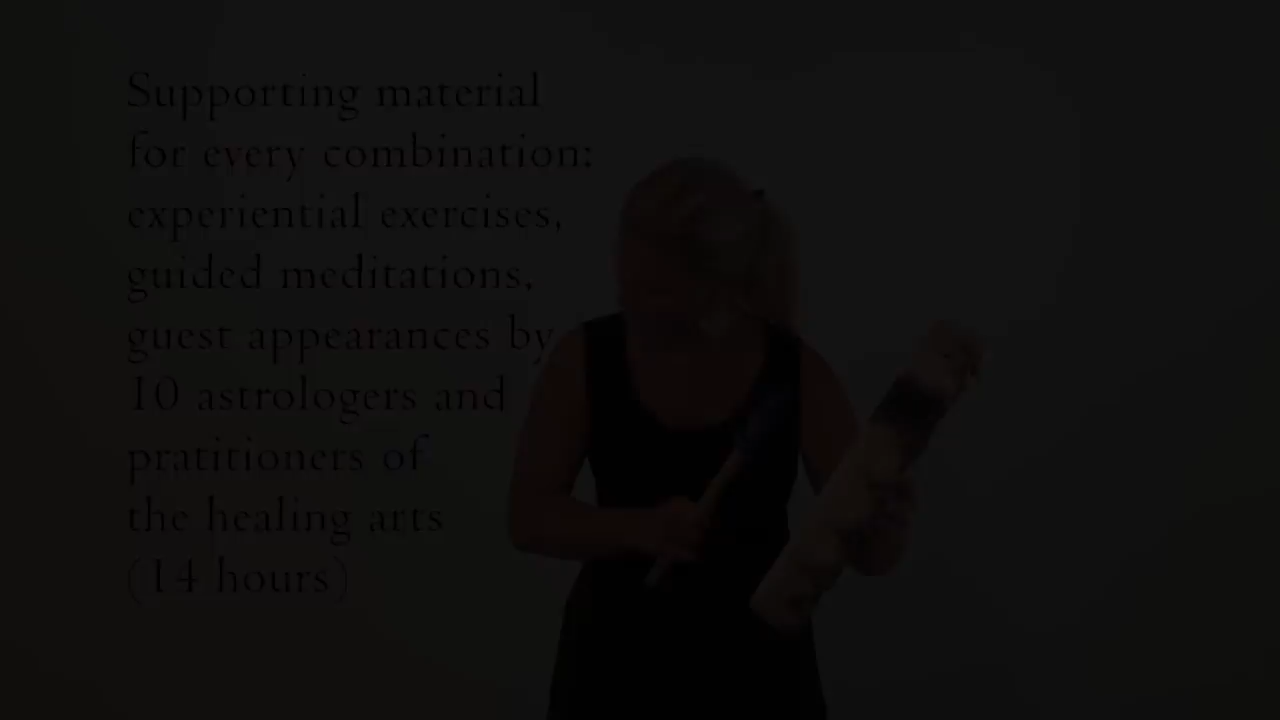 Supporting material
for every combination:
experiential exercises,
guided meditations,
guest appearances by
10 astrologers and
pratitioners of
the healing arts
(14 hours)